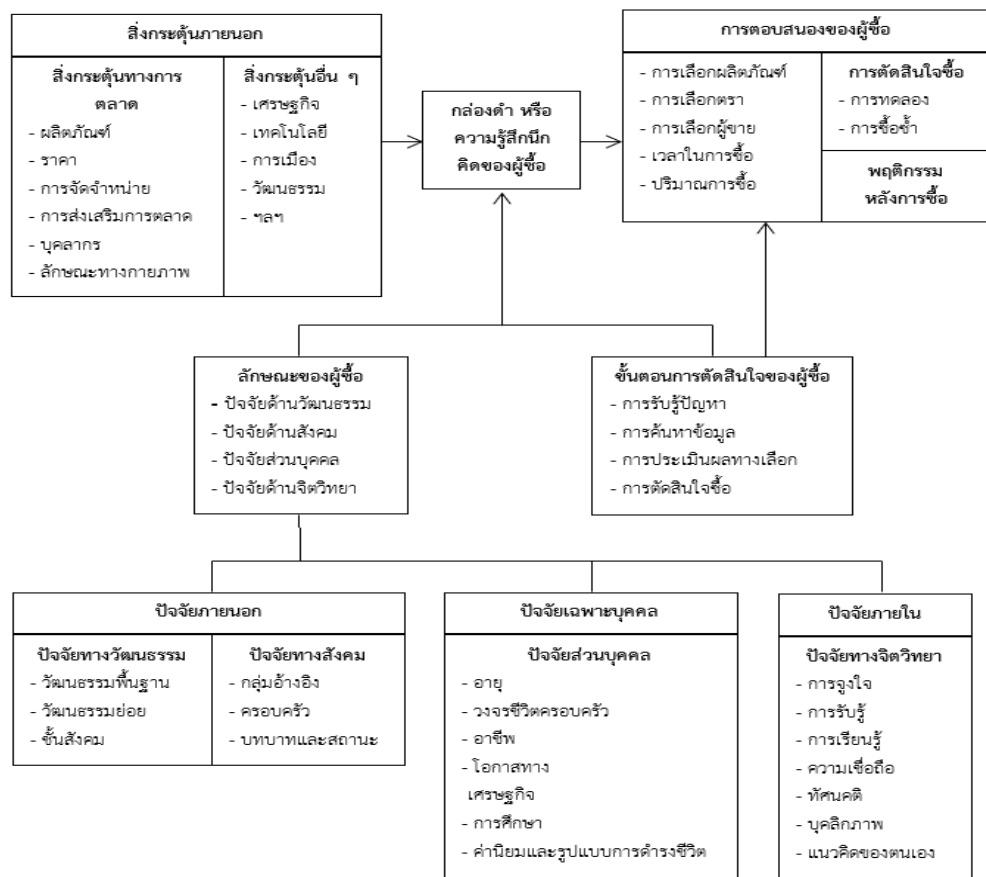 สิ่งกระตุ้นภายนอก
สิ่งกระตุ้นทางการ
ตลาด
- ผลิตภัณฑ์
- ราคา
- การจัดจำหน่าย
- การส่งเสริมการตลาด
- บุคลากร
- ลักษณะทางกายภาพ
สิ่งกระตุ้นอื่น ๆ
- เศรษฐกิจ
- เทคโนโลยี
- การเมือง
- วัฒนธรรม
- ฯลฯ
กล่องดำ หรือ
ความรู้สึกนึก
คิดของผู้ซื้อ
การตอบสนองของผู้ซื้อ
- การเลือกผลิตภัณฑ์
- การเลือกตรา
- การเลือกผู้ขาย
- เวลาในการซื้อ
- ปริมาณการซื้อ
การตัดสินใจซื้อ
- การทดลอง
- การซื้อซ้ำ
พฤติกรรม
หลังการซื้อ
ลักษณะของผู้ซื้อ
- ปัจจัยด้านวัฒนธรรม
- ปัจจัยด้านสังคม
- ปัจจัยส่วนบุคคล
- ปัจจัยด้านจิตวิทยา
ขั้นตอนการตัดสินใจของผู้ซื้อ
- การรับรู้ปัญหา
- การค้นหาข้อมูล
- การประเมินผลทางเลือก
- การตัดสินใจซื้อ
ปัจจัยภายนอก
ปัจจัยทางวัฒนธรรม
- วัฒนธรรมพื้นฐาน
- วัฒนธรรมย่อย
- ชั้นสังคม
ปัจจัยทางสังคม
- กลุ่มอ้างอิง
- ครอบครัว
- บทบาทและสถานะ
ปัจจัยเฉพาะบุคคล
ปัจจัยส่วนบุคคล
- อายุ
- วงจรชีวิตครอบครัว
- อาชีพ
- โอกาสทาง
เศรษฐกิจ
- การศึกษา
- ค่านิยมและรูปแบบการดำรงชีวิต
ปัจจัยภายใน
ปัจจัยทางจิตวิทยา
- การจูงใจ
- การรับรู้
- การเรียนรู้
- ความเชื่อถือ
- ทัศนคติ
- บุคลิกภาพ
- แนวคิดของตนเอง